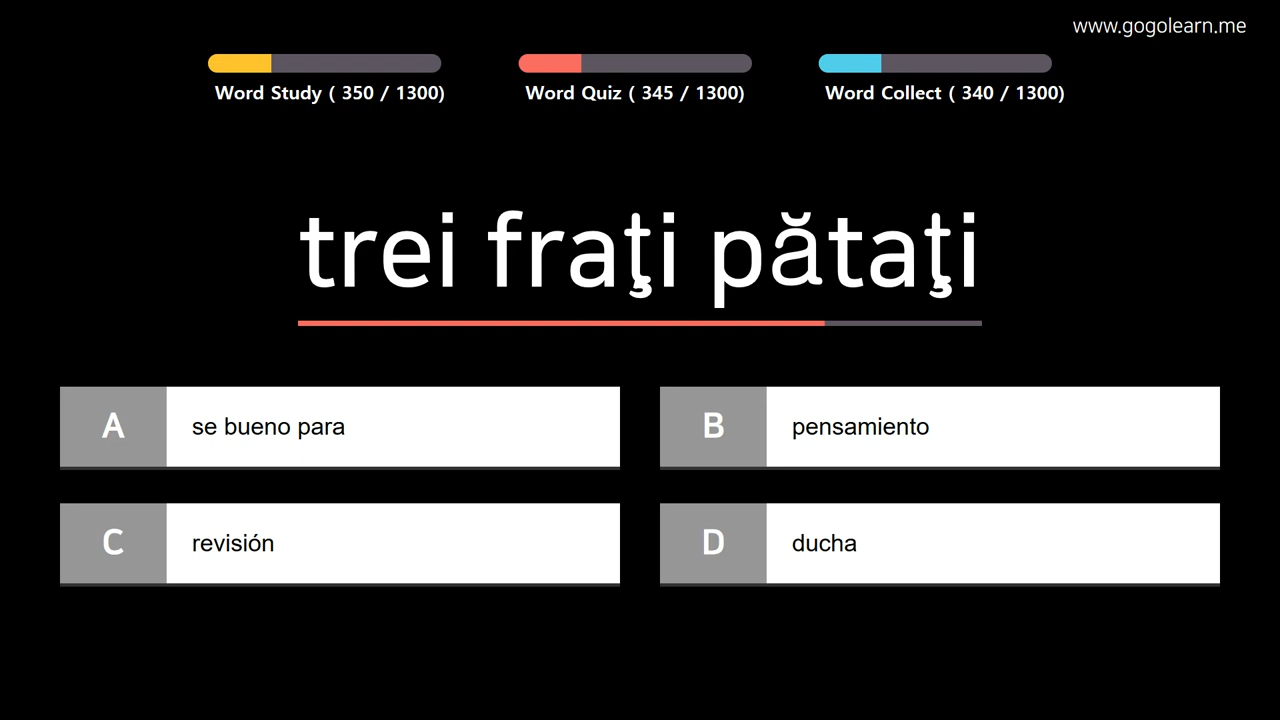 www.gogolearn.me
Word Study ( 350 / 1300)
Word Quiz ( 345 / 1300)
Word Collect ( 340 / 1300)
trei fraţi pătaţi
A
se bueno para
B
pensamiento
C
revisión
D
ducha